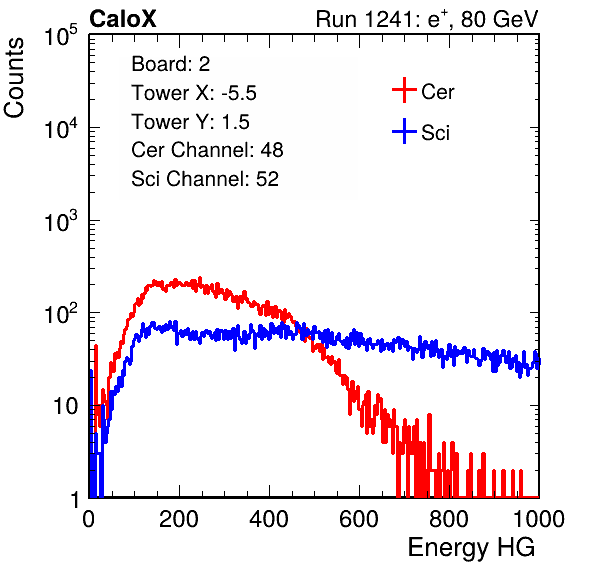 CaloX Run 1241: e⁺, 80 GeV
Counts
Board: 2
Tower X: -5.5
Tower Y: 1.5
Cer Channel: 48
Sci Channel: 52
Cer
Sci
10⁵
10⁴
10³
10²
10
1
0 200 400 600 800 1000
Energy HG